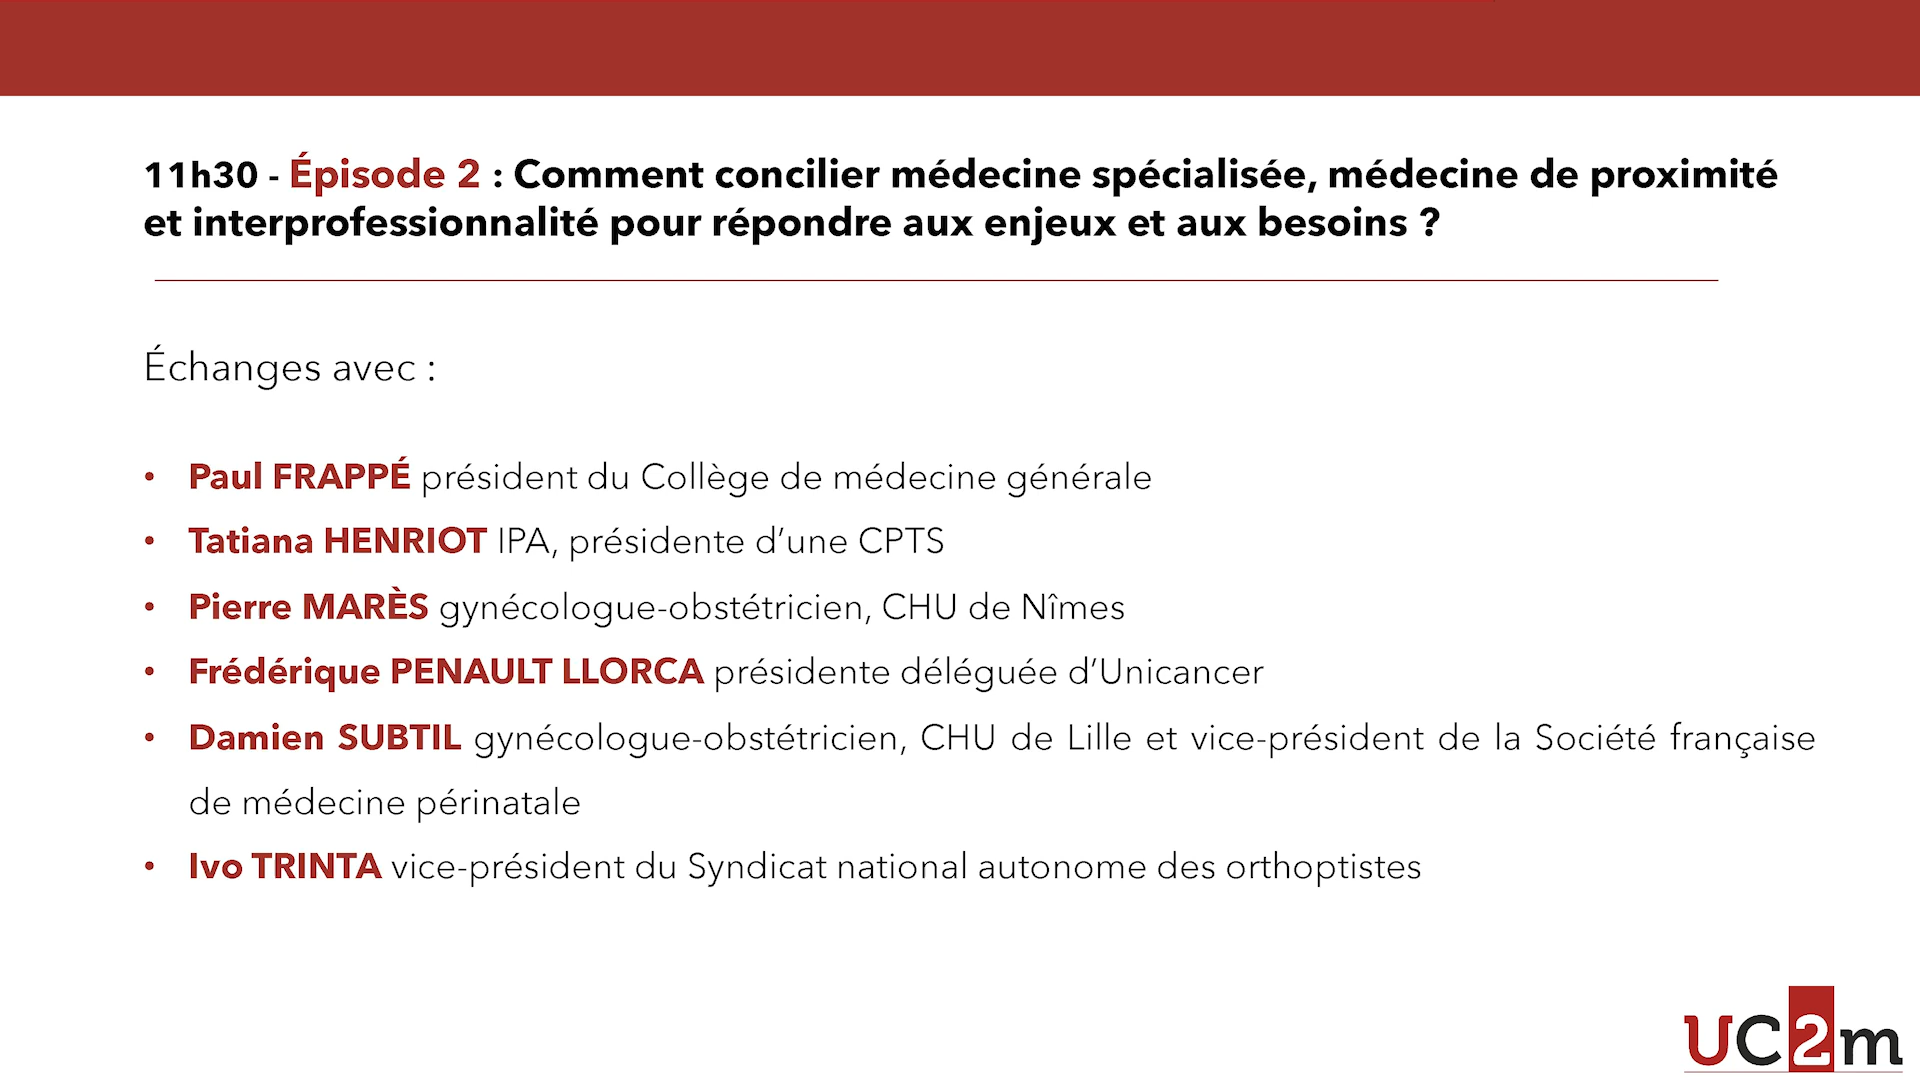 11h30 - Épisode 2 : Comment concilier médecine spécialisée, médecine de proximité
et interprofessionnalité pour répondre aux enjeux et aux besoins ?
Échanges avec :
• Paul FRAPPÉ président du Collège de médecine générale
• Tatiana HENRIOT IPA, présidente d’une CPTS
• Pierre MARÈS gynécologue-obstétricien, CHU de Nîmes
• Frédérique PENAULT LLORCA présidente déléguée d’Unicancer
• Damien SUBTIL gynécologue-obstétricien, CHU de Lille et vice-président de la Société française
de médecine périnatale
• Ivo TRINTA vice-président du Syndicat national autonome des orthoptistes
UC2m